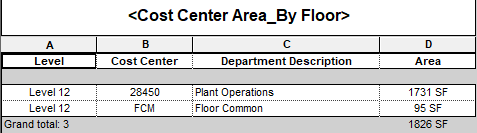 <Cost Center Area_By Floor>
A B C D
Level Cost Center Department Description Area
Level 12 28450 Plant Operations 1731 SF
Level 12 FCM Floor Common 95 SF
Grand total: 3 1826 SF